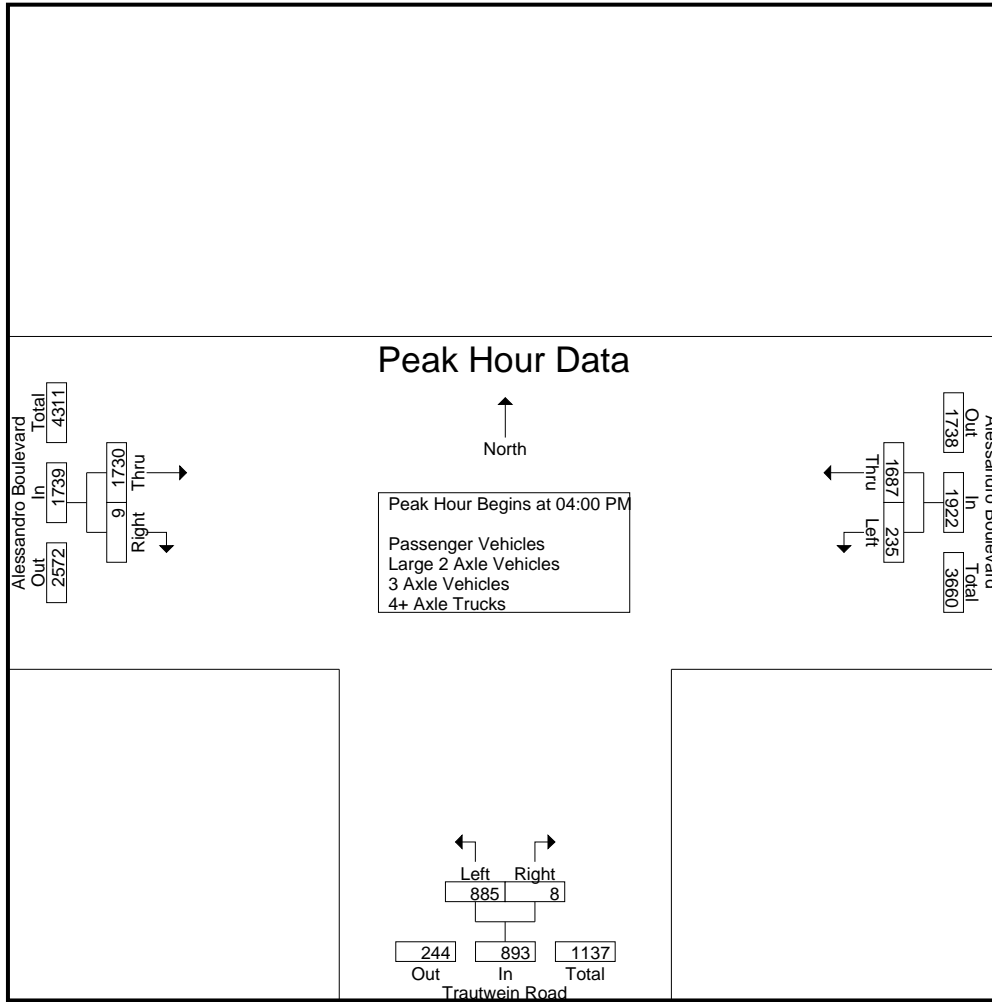 Peak Hour Data
North
Peak Hour Begins at 04:00 PM
Passenger Vehicles
Large 2 Axle Vehicles
3 Axle Vehicles
4+ Axle Trucks
Alessandro Boulevard
Out In Total
2572 1739 4311
Right Thru
9 1730
Alessandro Boulevard
Out In Total
1738 1922 3660
Thru Left
1687 235
Left Right
885 8
244 893 1137
Out In Total
Trautwein Road